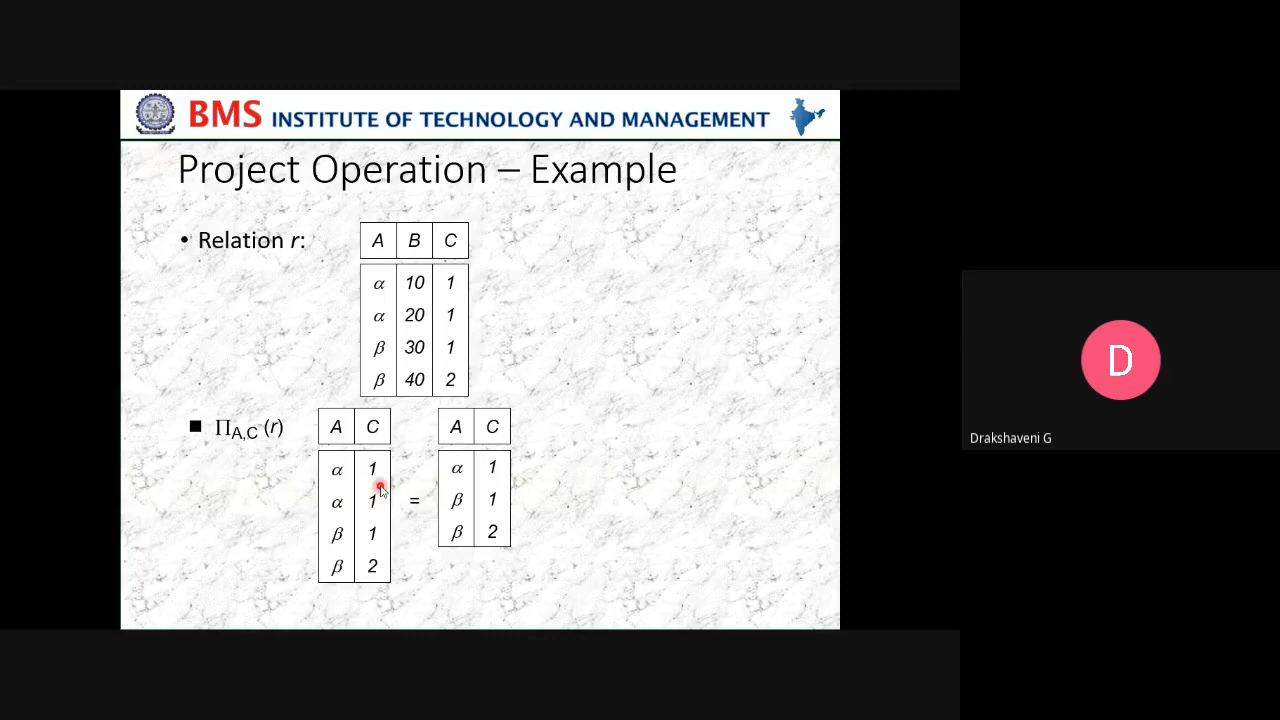 BMS INSTITUTE OF TECHNOLOGY AND MANAGEMENT
Project Operation – Example
• Relation r:
A B C
α 10 1
α 20 1
β 30 1
β 40 2
■ ∏A,C (r)
A C
α 1
α 1
β 1
β 2
=
A C
α 1
β 1
β 2
D
Drakshaveni G